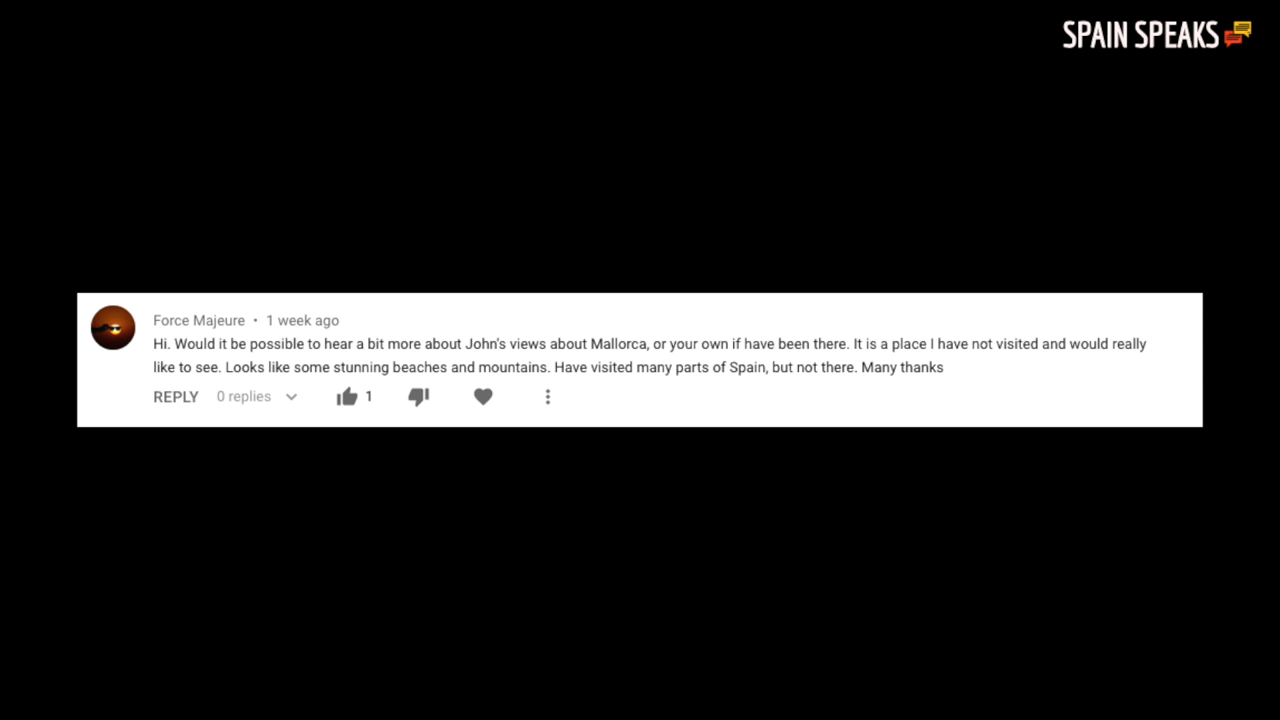 SPAIN SPEAKS
Force Majeure • 1 week ago
Hi. Would it be possible to hear a bit more about John's views about Mallorca, or your own if have been there. It is a place I have not visited and would really
like to see. Looks like some stunning beaches and mountains. Have visited many parts of Spain, but not there. Many thanks
REPLY 0 replies 1